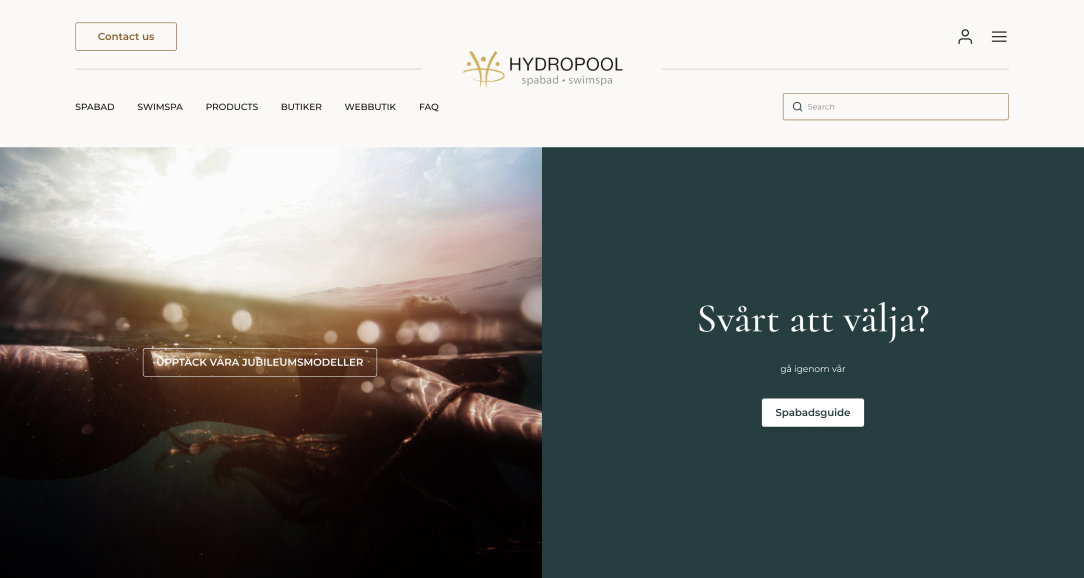 Contact us
HYDROPOOL
spabad • swimspa
SPABAD SWIMSPA PRODUCTS BUTIKER WEBBUTIK FAQ
Search
UPPTÄCK VÅRA JUBILEUMSMODELLER
Svårt att välja?
gå igenom vår
Spabadsguide